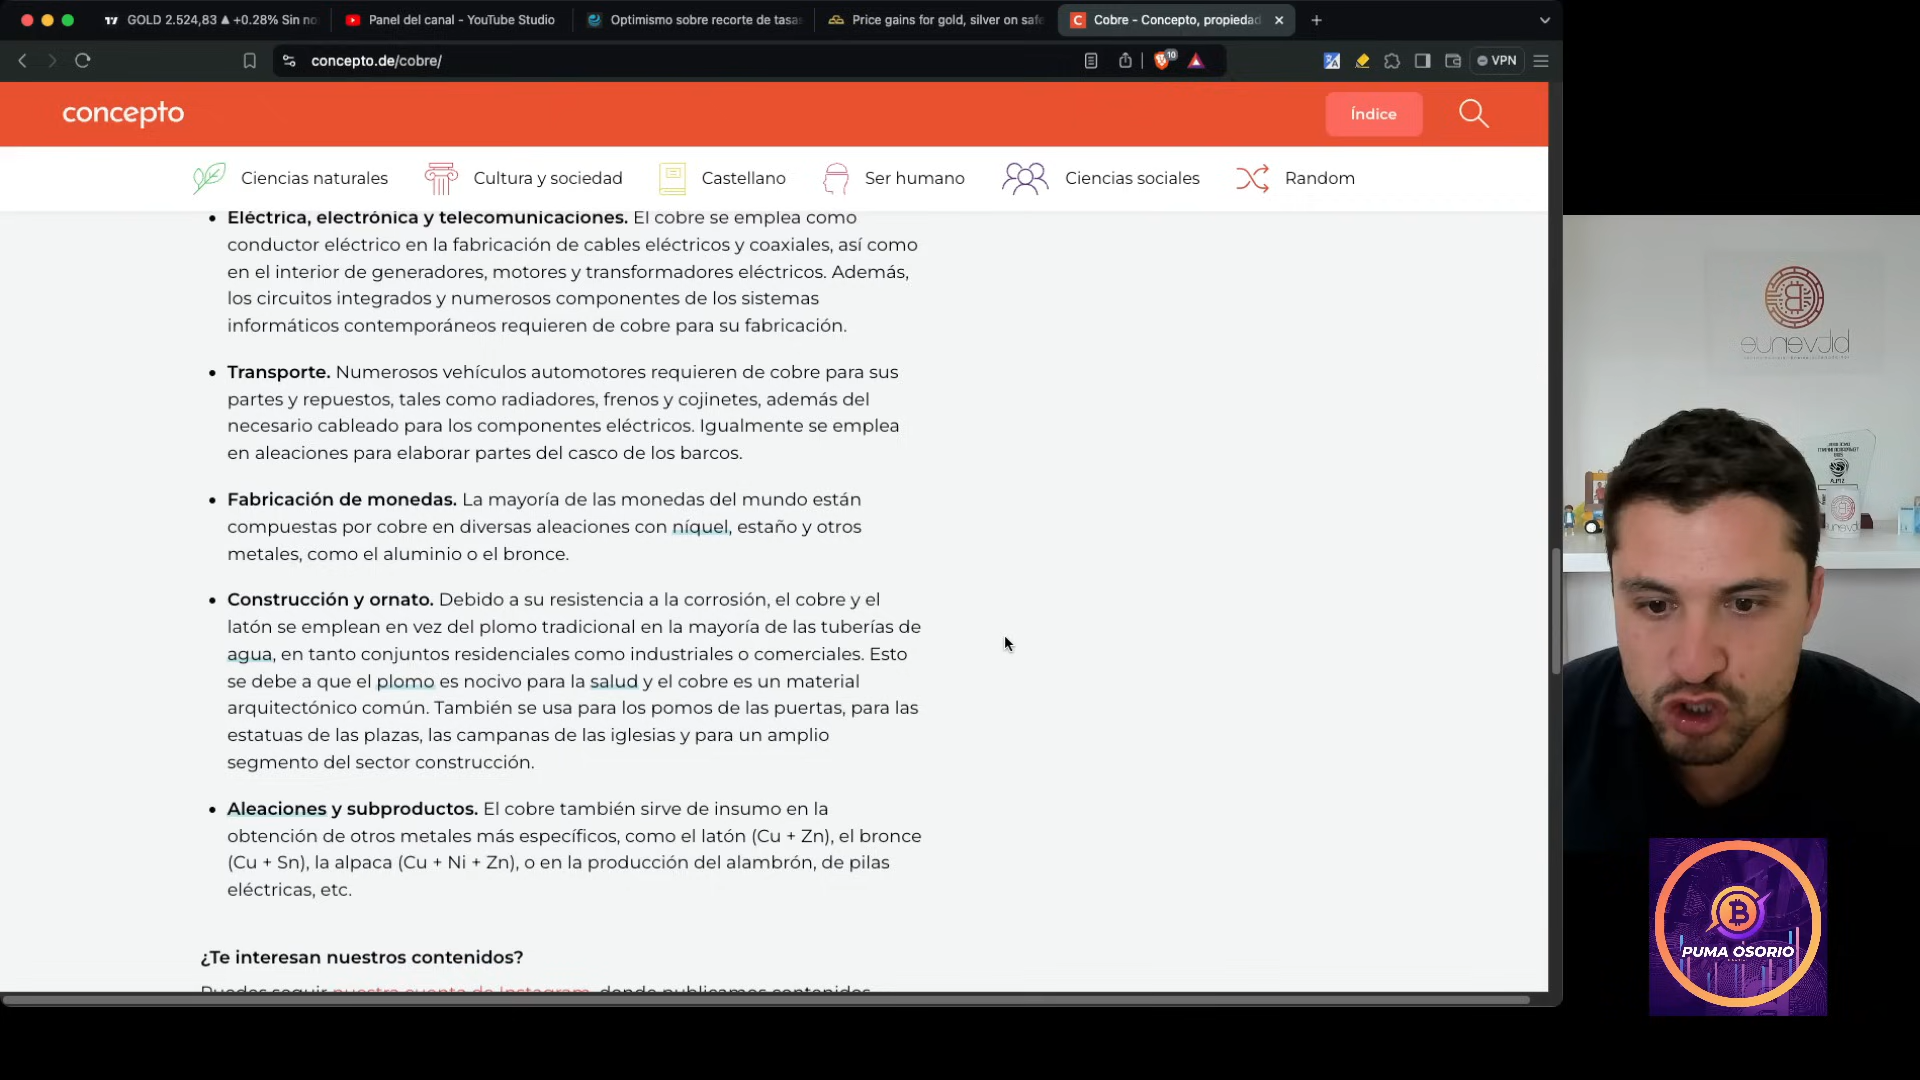 GOLD 2.524,83 ▲ +0.28% Sin no
Panel del canal - YouTube Studio
Optimismo sobre recorte de tasas
Price gains for gold, silver on safe
Cobre - Concepto, propiedad
concepto.de/cobre/
10
VPN
concepto
Índice
Ciencias naturales
Cultura y sociedad
Castellano
Ser humano
Ciencias sociales
Random
• Eléctrica, electrónica y telecomunicaciones. El cobre se emplea como
conductor eléctrico en la fabricación de cables eléctricos y coaxiales, así como
en el interior de generadores, motores y transformadores eléctricos. Además,
los circuitos integrados y numerosos componentes de los sistemas
informáticos contemporáneos requieren de cobre para su fabricación.
• Transporte. Numerosos vehículos automotores requieren de cobre para sus
partes y repuestos, tales como radiadores, frenos y cojinetes, además del
necesario cableado para los componentes eléctricos. Igualmente se emplea
en aleaciones para elaborar partes del casco de los barcos.
• Fabricación de monedas. La mayoría de las monedas del mundo están
compuestas por cobre en diversas aleaciones con níquel, estaño y otros
metales, como el aluminio o el bronce.
• Construcción y ornato. Debido a su resistencia a la corrosión, el cobre y el
latón se emplean en vez del plomo tradicional en la mayoría de las tuberías de
agua, en tanto conjuntos residenciales como industriales o comerciales. Esto
se debe a que el plomo es nocivo para la salud y el cobre es un material
arquitectónico común. También se usa para los pomos de las puertas, para las
estatuas de las plazas, las campanas de las iglesias y para un amplio
segmento del sector construcción.
• Aleaciones y subproductos. El cobre también sirve de insumo en la
obtención de otros metales más específicos, como el latón (Cu + Zn), el bronce
(Cu + Sn), la alpaca (Cu + Ni + Zn), o en la producción del alambrón, de pilas
eléctricas, etc.
¿Te interesan nuestros contenidos?
Puedes seguir nuestra cuenta de Instagram, donde publicamos contenidos
bitvenue
PUMA OSORIO